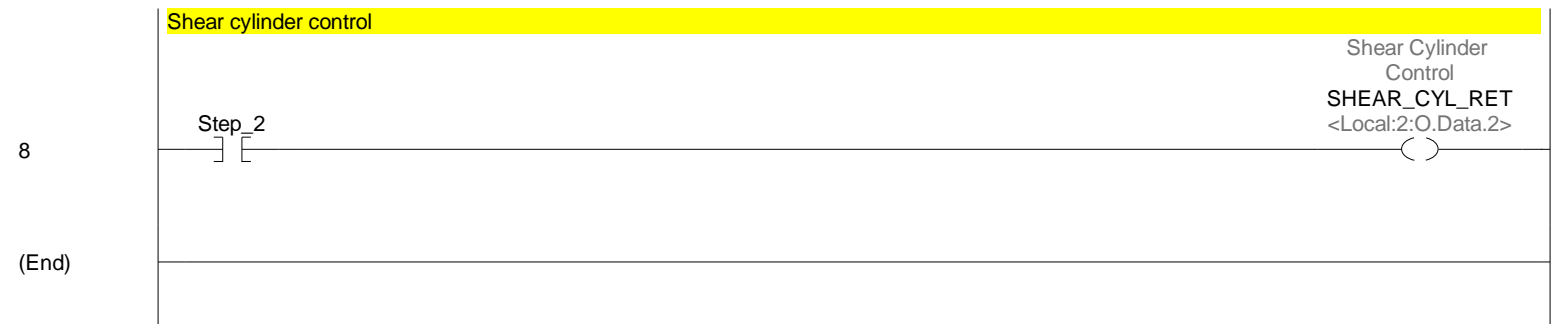 Shear cylinder control
Shear Cylinder
Control
SHEAR_CYL_RET
<Local:2:O.Data.2>
Step_2
8
(End)